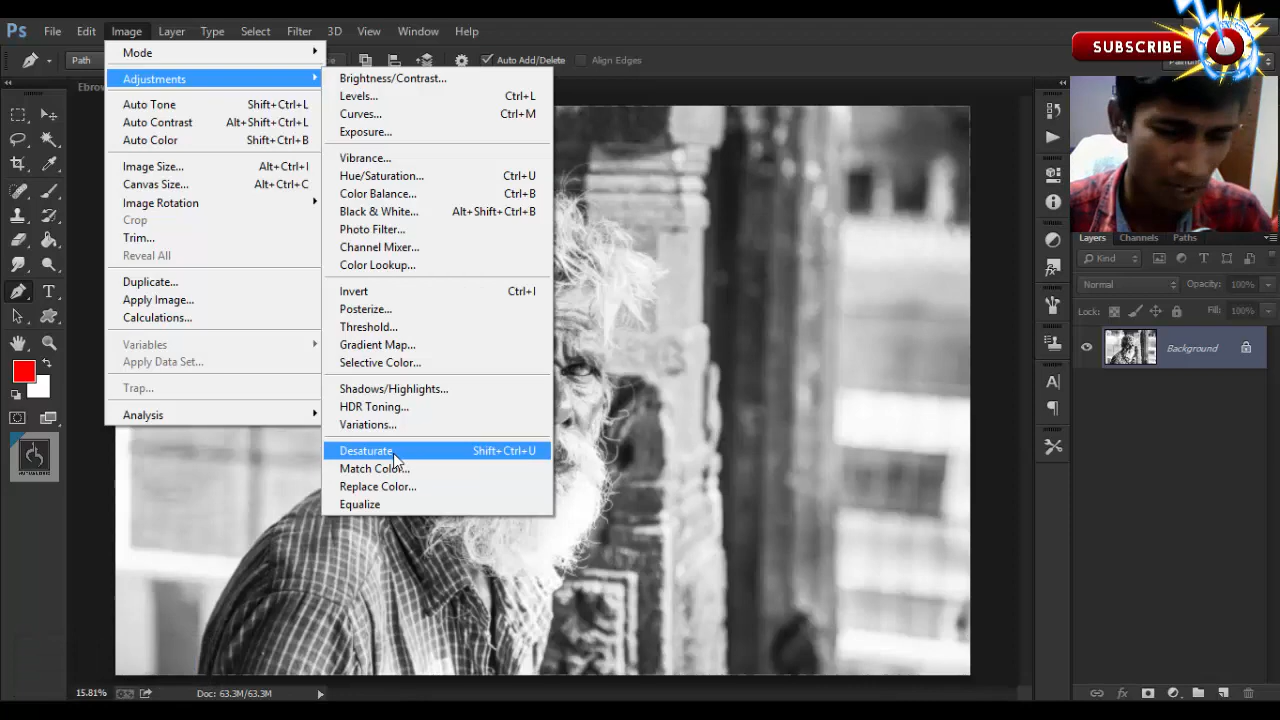 Ps File Edit Image Layer Type Select Filter 3D View Window Help
SUBSCRIBE
Path
Auto Add/Delete
Align Edges
Mode
Adjustments
Auto Tone Shift+Ctrl+L
Auto Contrast Alt+Shift+Ctrl+L
Auto Color Shift+Ctrl+B
Image Size... Alt+Ctrl+I
Canvas Size... Alt+Ctrl+C
Image Rotation
Crop
Trim...
Reveal All
Duplicate...
Apply Image...
Calculations...
Variables
Apply Data Set...
Trap...
Analysis
Brightness/Contrast...
Levels... Ctrl+L
Curves... Ctrl+M
Exposure...
Vibrance...
Hue/Saturation... Ctrl+U
Color Balance... Ctrl+B
Black & White... Alt+Shift+Ctrl+B
Photo Filter...
Channel Mixer...
Color Lookup...
Invert Ctrl+I
Posterize...
Threshold...
Gradient Map...
Selective Color...
Shadows/Highlights...
HDR Toning...
Variations...
Desaturate Shift+Ctrl+U
Match Color...
Replace Color...
Equalize
Layers Channels Paths
Kind
Normal Opacity: 100%
Lock: Fill: 100%
Background
15.81% Doc: 63.3M/63.3M